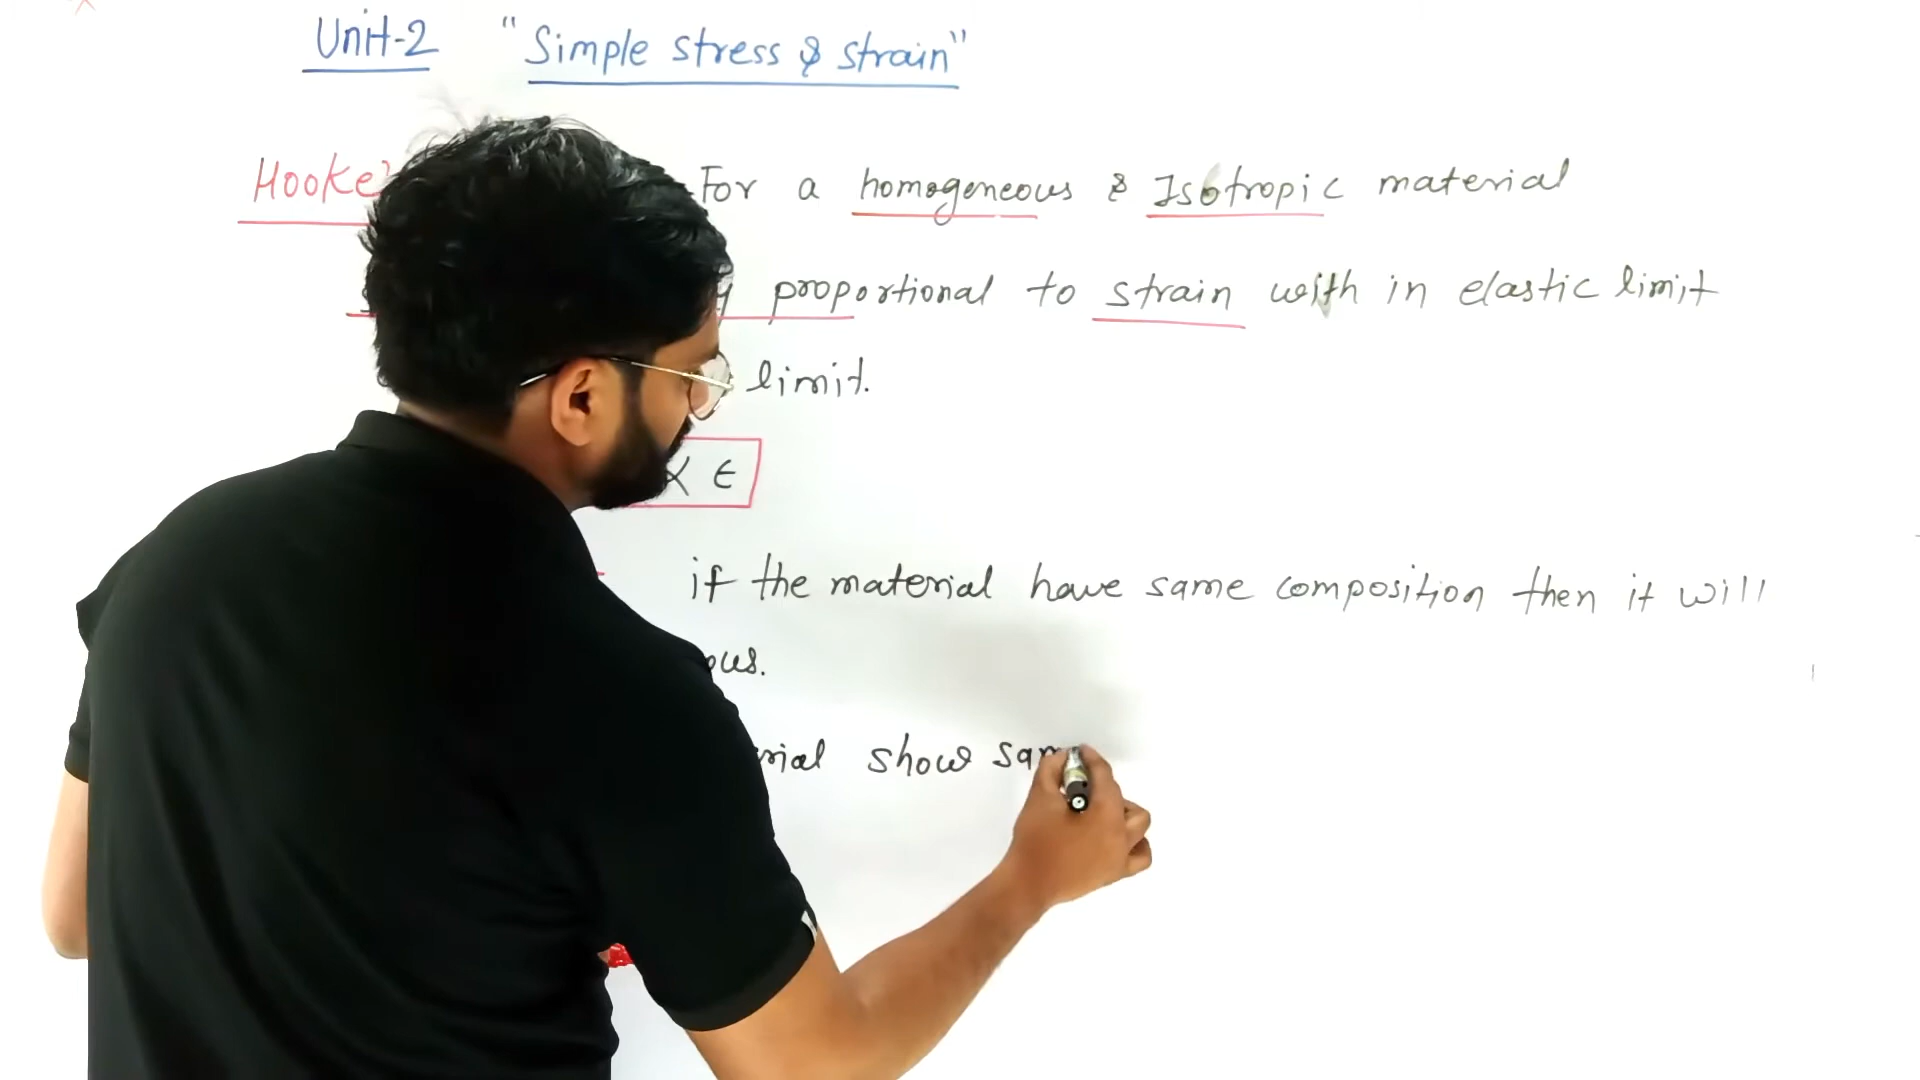 Unit-2 "Simple stress & strain"
Hooke' For a homogeneous & Isotropic material
proportional to strain with in elastic limit
limit.
∝ ϵ
if the material have same composition then it will
ous.
rial show sam